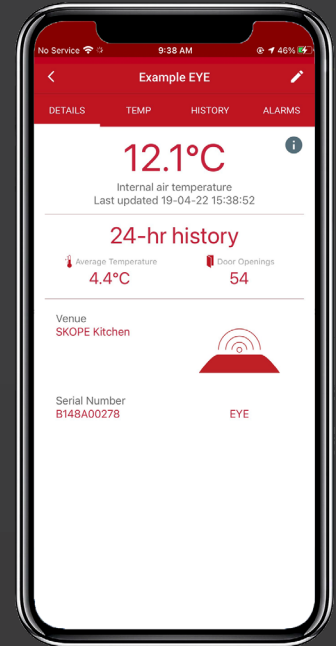 No Service 9:38 AM 46%
Example EYE
DETAILS TEMP HISTORY ALARMS
12.1°C
i
Internal air temperature
Last updated 19-04-22 15:38:52
24-hr history
Average Temperature Door Openings
4.4°C 54
Venue
SKOPE Kitchen
Serial Number
B148A00278 EYE